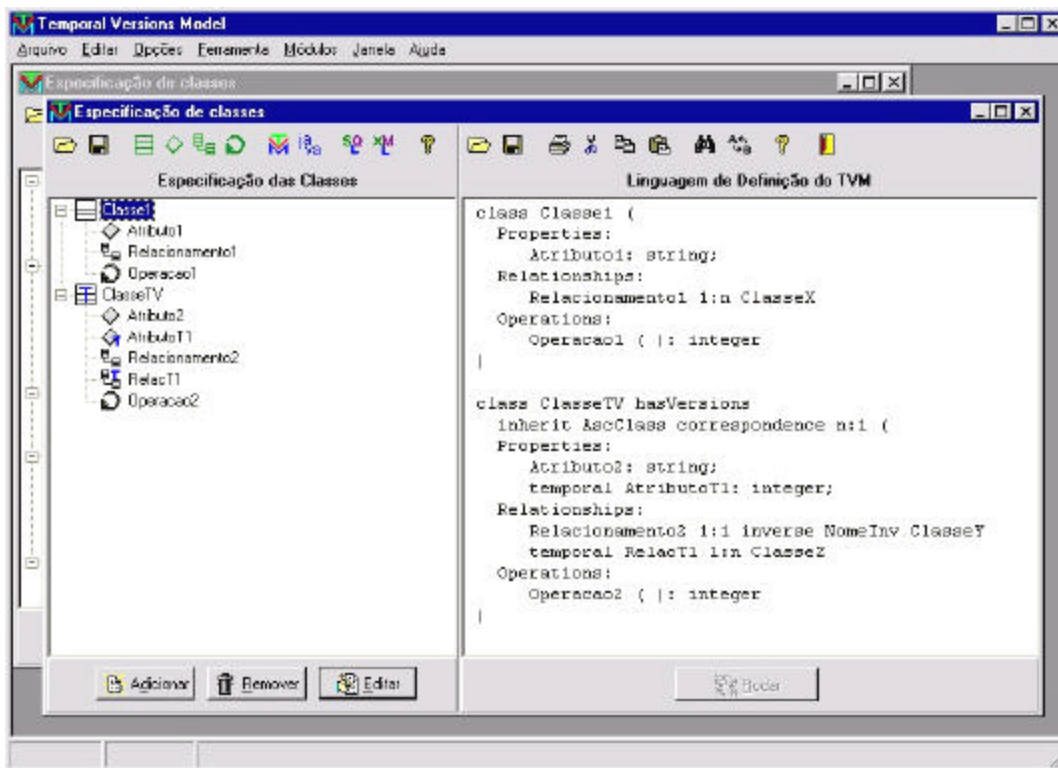 Temporal Versions Model
Arquivo Editar Opções Ferramenta Módulos Janela Ajuda
Especificação de classes
Especificação de classes
Especificação das Classes
Linguagem de Definição do TVM
Classe1
Atributo1
Relacionamento1
Operacao1
ClasseTV
Atributo2
AtributoT1
Relacionamento2
RelacT1
Operacao2
class Classe1 (
Properties:
Atributo1: string;
Relationships:
Relacionamento1 1:n ClasseX
Operations:
Operacao1 ( ): integer
)
class ClasseTV hasVersions
inherit AscClass correspondence n:1 (
Properties:
Atributo2: string;
temporal AtributoT1: integer;
Relationships:
Relacionamento2 1:1 inverse NomeInv ClasseY
temporal RelacT1 1:n ClasseZ
Operations:
Operacao2 ( ): integer
)
Adicionar Remover Editar
Rodar